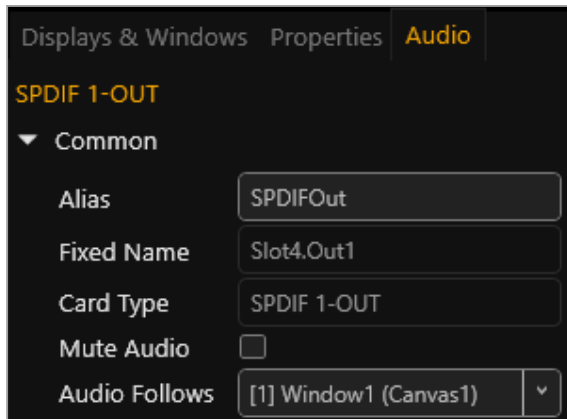 Displays & Windows Properties Audio
SPDIF 1-OUT
Common
Alias SPDIFOut
Fixed Name Slot4.Out1
Card Type SPDIF 1-OUT
Mute Audio
Audio Follows [1] Window1 (Canvas1)